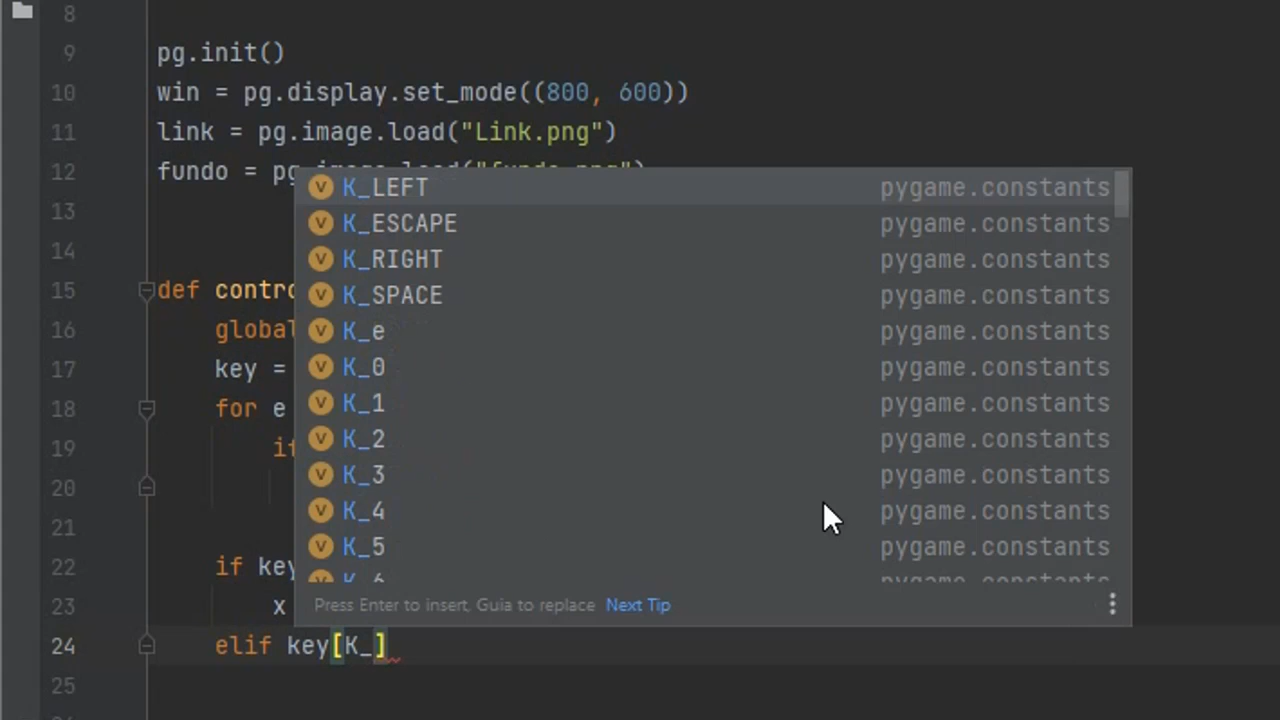 8
9 pg.init()
10 win = pg.display.set_mode((800, 600))
11 link = pg.image.load("Link.png")
12 fundo = pg.image.load("fundo.png")
13
14
15 def contro
16 global
17 key =
18 for e
19 if
20
21
22 if key
23 x
24 elif key[K_]
25
K_LEFT pygame.constants
K_ESCAPE pygame.constants
K_RIGHT pygame.constants
K_SPACE pygame.constants
K_e pygame.constants
K_0 pygame.constants
K_1 pygame.constants
K_2 pygame.constants
K_3 pygame.constants
K_4 pygame.constants
K_5 pygame.constants
K_6 pygame.constants
Press Enter to insert, Guia to replace Next Tip